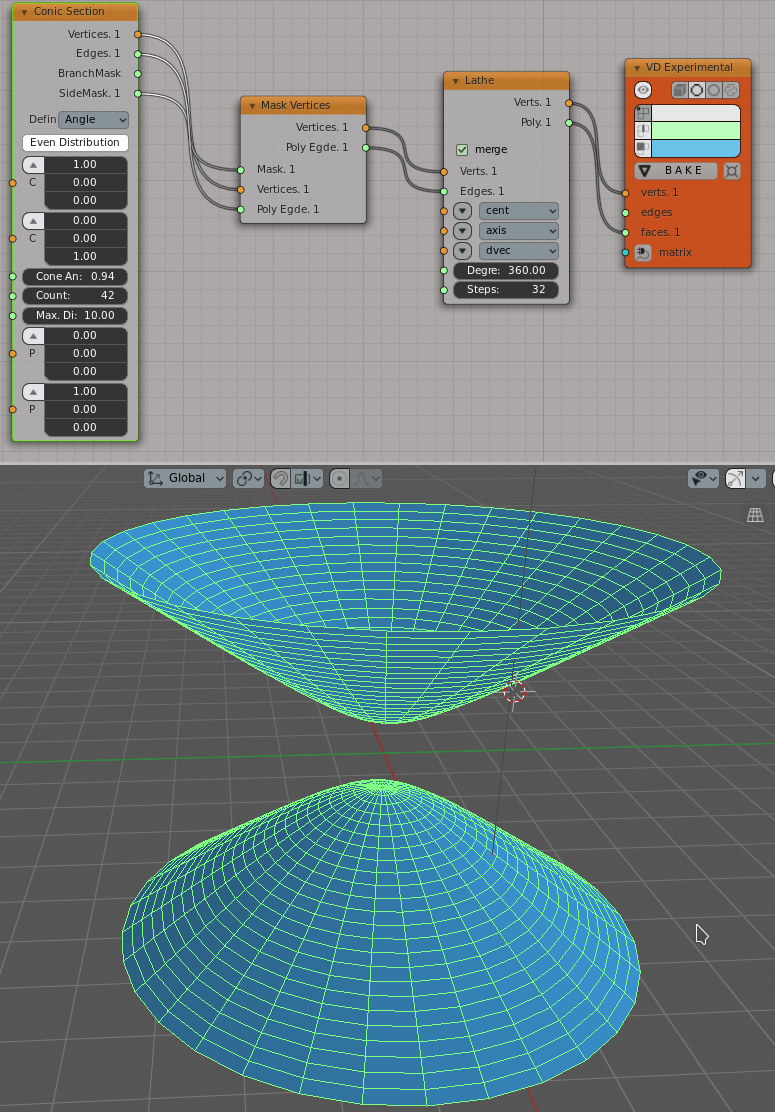 Conic Section
Vertices. 1
Edges. 1
BranchMask
SideMask. 1
Defin Angle
Even Distribution
1.00
C 0.00
0.00
0.00
C 0.00
1.00
Cone An: 0.94
Count: 42
Max. Di: 10.00
0.00
P 0.00
0.00
1.00
P 0.00
0.00
Mask Vertices
Vertices. 1
Poly Egde. 1
Mask. 1
Vertices. 1
Poly Egde. 1
Lathe
Verts. 1
Poly. 1
merge
Verts. 1
Edges. 1
cent
axis
dvec
Degre: 360.00
Steps: 32
VD Experimental
BAKE
verts. 1
edges
faces. 1
matrix
Global